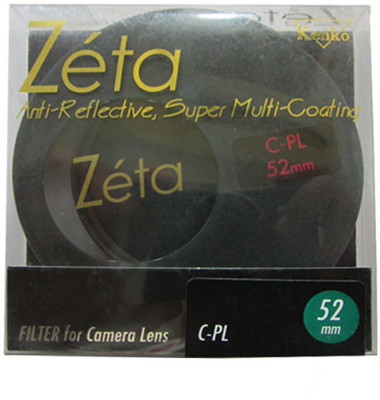 Zéta
Kenko
Anti-Reflective, Super Multi-Coating
C-PL
52mm
Zéta
FILTER for Camera Lens
C-PL
52
mm